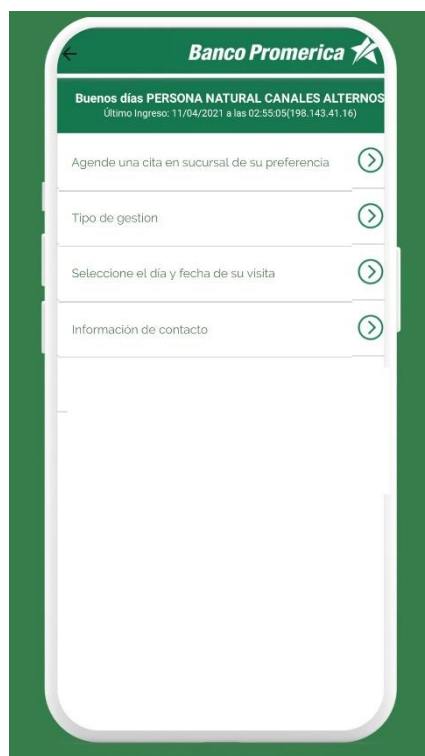 Banco Promerica
Buenos días PERSONA NATURAL CANALES ALTERNOS
Último Ingreso: 11/04/2021 a las 02:55:05(198.143.41.16)
Agende una cita en sucursal de su preferencia
Tipo de gestion
Seleccione el día y fecha de su visita
Información de contacto